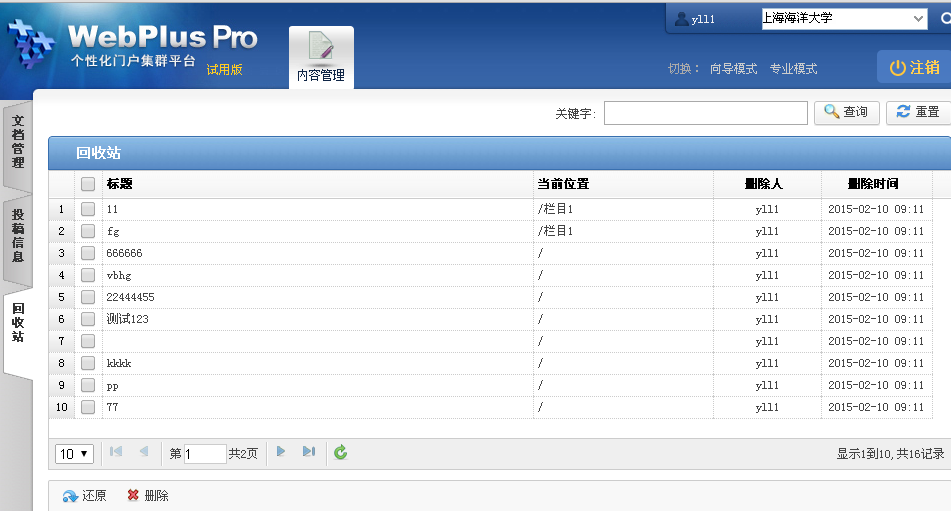 yll1
上海海洋大学
WebPlus Pro
个性化门户集群平台 试用版
内容管理
切换： 向导模式 专业模式
注销
文档管理
投稿信息
回收站
关键字: 查询 重置
回收站
标题 当前位置 删除人 删除时间
1 11 /栏目1 yll1 2015-02-10 09:11
2 fg /栏目1 yll1 2015-02-10 09:11
3 666666 / yll1 2015-02-10 09:11
4 vbhg / yll1 2015-02-10 09:11
5 22444455 / yll1 2015-02-10 09:11
6 测试123 / yll1 2015-02-10 09:11
7 / yll1 2015-02-10 09:11
8 kkkk / yll1 2015-02-10 09:11
9 pp / yll1 2015-02-10 09:11
10 77 / yll1 2015-02-10 09:11
10 第 1 共2页 显示1到10, 共16记录
还原 删除